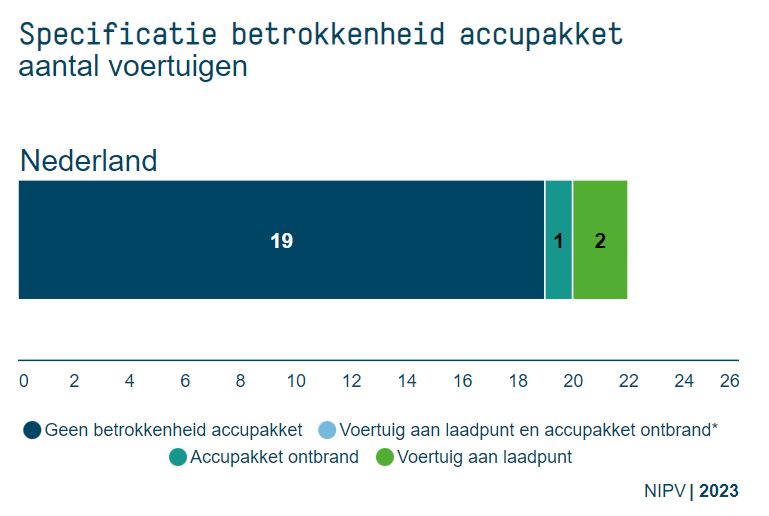 Specificatie betrokkenheid accupakket
aantal voertuigen
Nederland
19 1 2
0 2 4 6 8 10 12 14 16 18 20 22 24 26
Geen betrokkenheid accupakket Voertuig aan laadpunt en accupakket ontbrand*
Accupakket ontbrand Voertuig aan laadpunt
NIPV | 2023